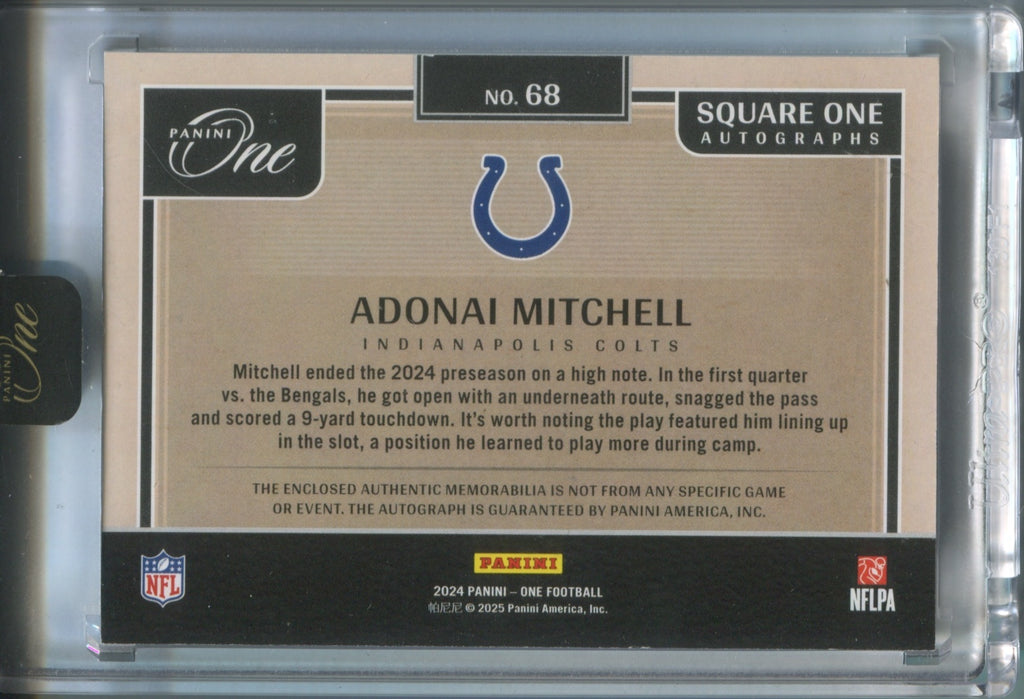 NO. 68
PANINI
One
SQUARE ONE
AUTOGRAPHS
ADONAI MITCHELL
INDIANAPOLIS COLTS
Mitchell ended the 2024 preseason on a high note. In the first quarter
vs. the Bengals, he got open with an underneath route, snagged the pass
and scored a 9-yard touchdown. It's worth noting the play featured him lining up
in the slot, a position he learned to play more during camp.
THE ENCLOSED AUTHENTIC MEMORABILIA IS NOT FROM ANY SPECIFIC GAME
OR EVENT. THE AUTOGRAPH IS GUARANTEED BY PANINI AMERICA, INC.
NFL
PANINI
2024 PANINI – ONE FOOTBALL
帕尼尼 © 2025 Panini America, Inc.
NFLPA
PANINI
One